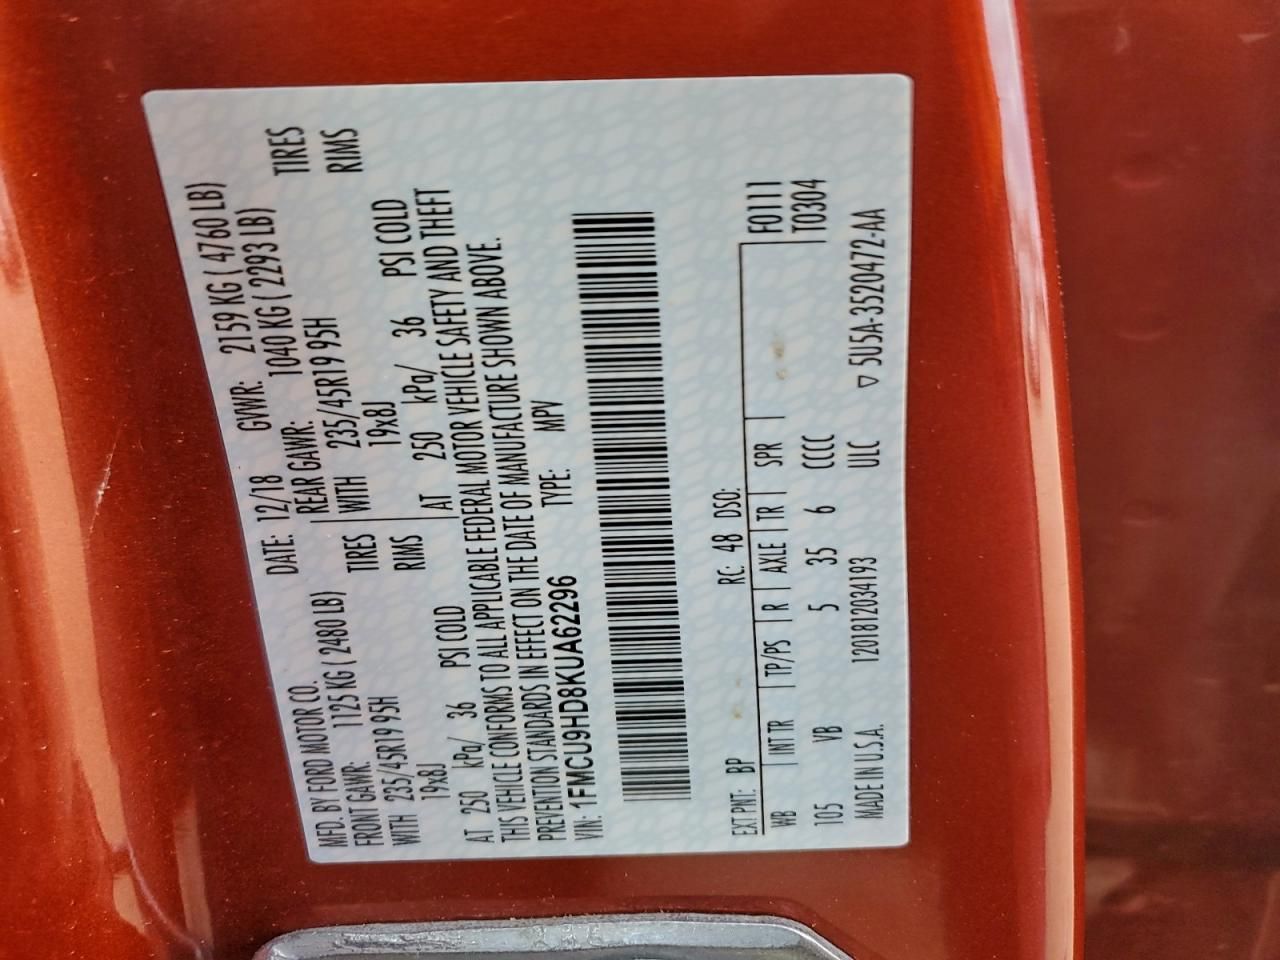 MFD. BY FORD MOTOR CO. DATE: 12/18 GVWR: 2159 KG ( 4760 LB)
FRONT GAWR: 1125 KG ( 2480 LB) REAR GAWR: 1040 KG ( 2293 LB)
WITH 235/45R19 95H TIRES WITH 235/45R19 95H TIRES
19x8J RIMS 19x8J RIMS
AT 250 kPa/ 36 PSI COLD AT 250 kPa/ 36 PSI COLD
THIS VEHICLE CONFORMS TO ALL APPLICABLE FEDERAL MOTOR VEHICLE SAFETY AND THEFT
PREVENTION STANDARDS IN EFFECT ON THE DATE OF MANUFACTURE SHOWN ABOVE.
VIN: 1FMCU9HD8KUA62296 TYPE: MPV
EXT PNT: BP RC: 48 DSO: F0111
WB INT TR TP/PS R AXLE TR SPR T0304
105 VB 5 35 6 CCCC
MADE IN U.S.A. 1201812034193 ULC ▽ 5U5A-3520472-AA